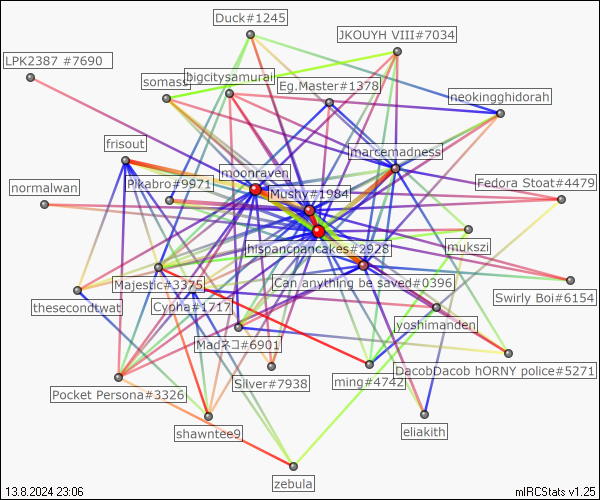 Duck#1245
JKOUYH VIII#7034
LPK2387 #7690
somass
bigcitysamurai
Eg.Master#1378
neokingghidorah
frisout
marcemadness
moonraven
normalwan
Pikabro#9971
Mushy#1984
Fedora Stoat#4479
hispancpancakes#2928
mukszi
Majestic#3375
Can anything be saved#0396
Swirly Boi#6154
thesecondtwat
Cypha#1717
yoshimanden
Madネコ#6901
DacobDacob hORNY police#5271
Pocket Persona#3326
Silver#7938
ming#4742
shawntee9
eliakith
zebula
13.8.2024 23:06
mIRCStats v1.25